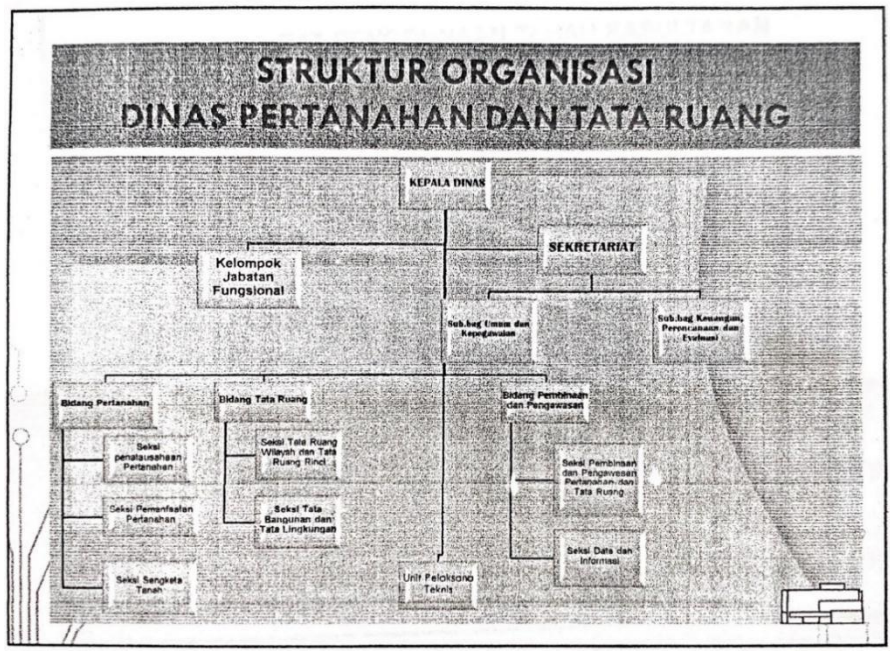 STRUKTUR ORGANISASI
DINAS PERTANAHAN DAN TATA RUANG
KEPALA DINAS
SEKRETARIAT
Kelompok
Jabatan
Fungsional
Sub.bag Umum dan
Kepegawaian
Sub.bag Keuangan,
Perencanaan dan
Evaluasi
Bidang Pertanahan
Bidang Tata Ruang
Bidang Pembinaan
dan Pengawasan
Seksi
penatausahaan
Pertanahan
Seksi Tata Ruang
Wilayah dan Tata
Ruang Rinci
Seksi Pembinaan
dan Pengawasan
Pertanahan dan
Tata Ruang
Seksi Pemanfaatan
Pertanahan
Seksi Tata
Bangunan dan
Tata Lingkungan
Seksi Data dan
Informasi
Seksi Sengketa
Tanah
Unit Pelaksana
Teknis